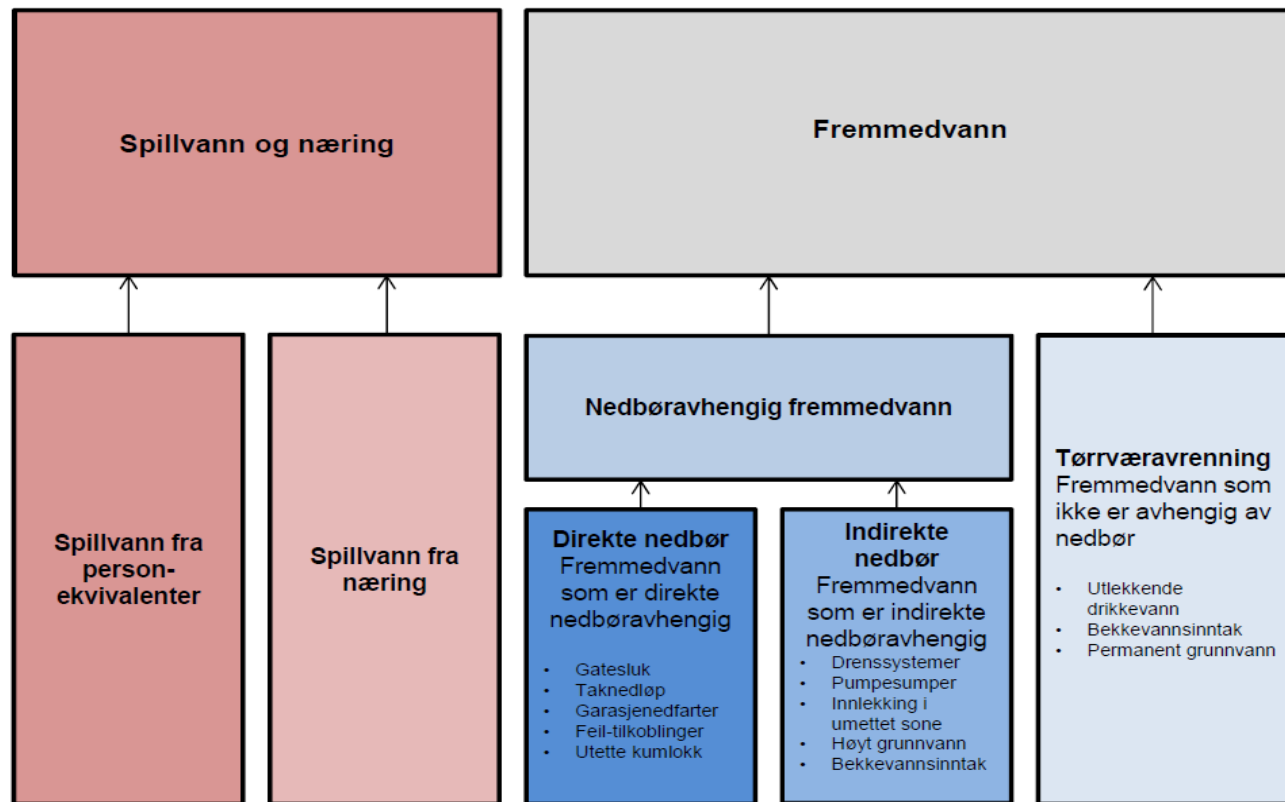 Spillvann og næring
Fremmedvann
Spillvann fra
person-
ekvivalenter
Spillvann fra
næring
Nedbøravhengig fremmedvann
Direkte nedbør
Fremmedvann
som er direkte
nedbøravhengig
• Gatesluk
• Taknedløp
• Garasjenedfarter
• Feil-tilkoblinger
• Utette kumlokk
Indirekte
nedbør
Fremmedvann
som er indirekte
nedbøravhengig
• Drenssystemer
• Pumpesumper
• Innlekking i
umettet sone
• Høyt grunnvann
• Bekkevannsinntak
Tørrværavrenning
Fremmedvann som
ikke er avhengig av
nedbør
• Utlekkende
drikkevann
• Bekkevannsinntak
• Permanent grunnvann